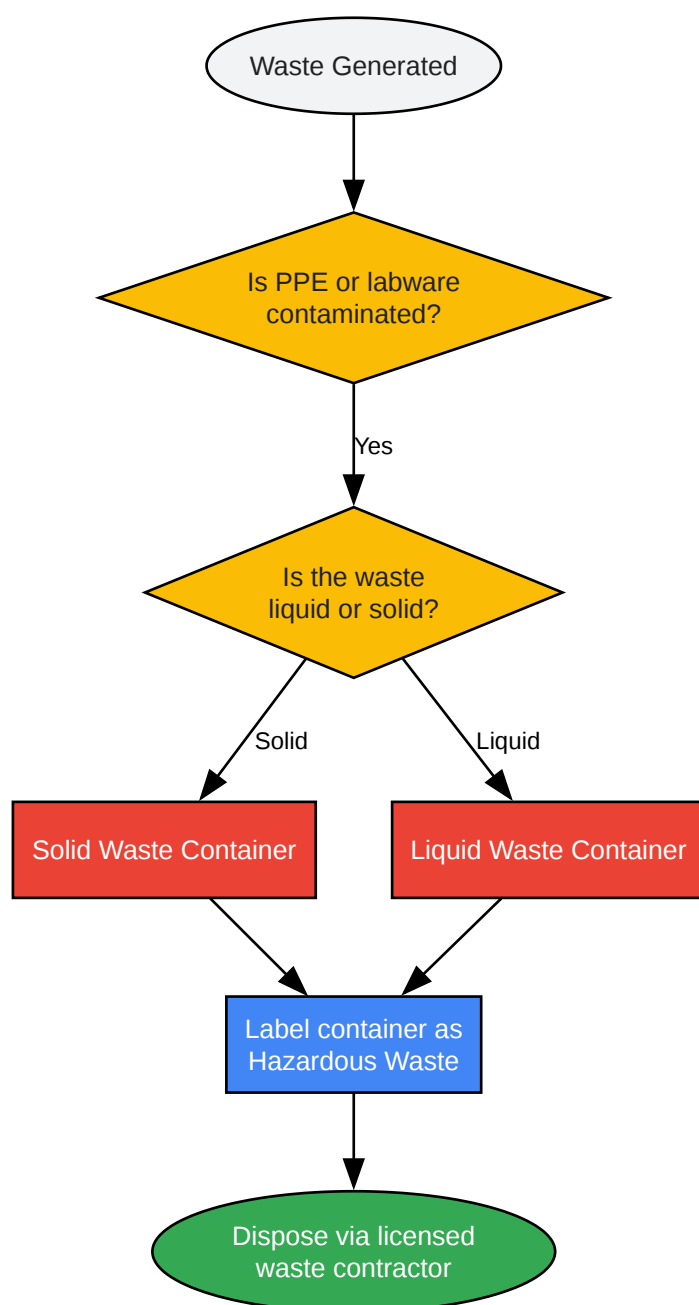 Waste Generated
Is PPE or labware
contaminated?
Yes
Is the waste
liquid or solid?
Solid
Liquid
Solid Waste Container
Liquid Waste Container
Label container as
Hazardous Waste
Dispose via licensed
waste contractor